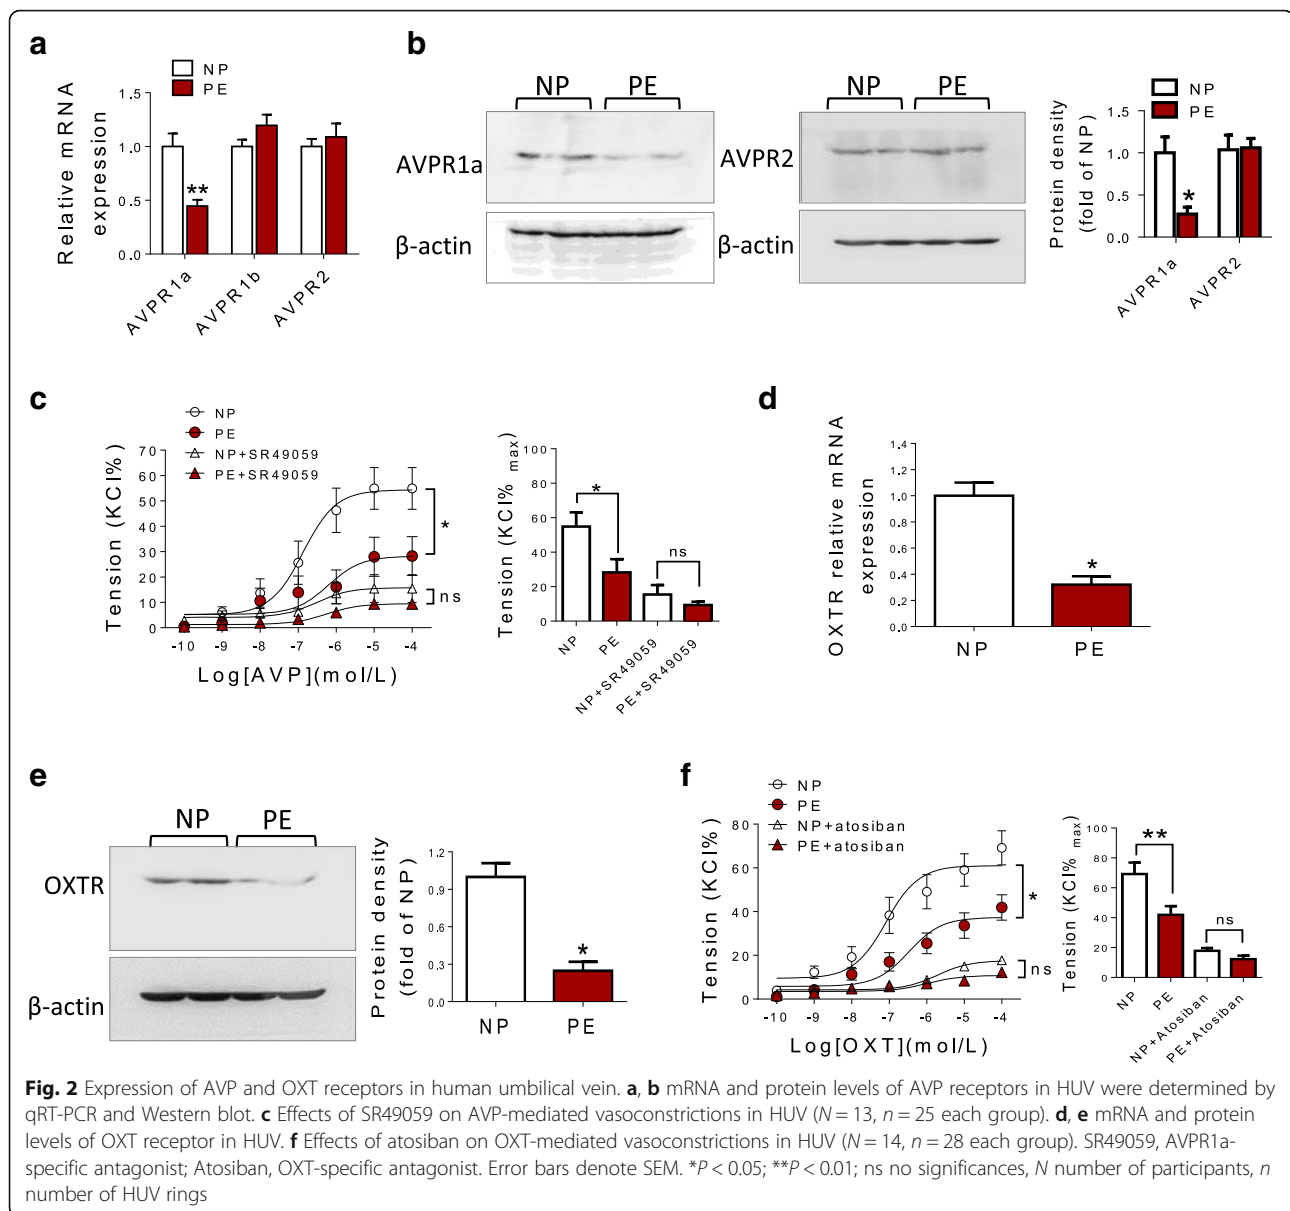 a
NP
PE
Relative mRNA
expression
1.5
1.0
0.5
0.0
**
AVPR1a
AVPR1b
AVPR2
b
NP PE
AVPR1a
β-actin
NP PE
AVPR2
β-actin
NP
PE
Protein density
(fold of NP)
1.5
1.0
0.5
0.0
*
AVPR1a
AVPR2
c
NP
PE
NP+SR49059
PE+SR49059
Tension (KCl%)
70
60
50
40
30
20
10
0
*
ns
-10 -9 -8 -7 -6 -5 -4
Log[AVP](mol/L)
Tension (KCl% max)
100
80
60
40
20
0
*
ns
NP
PE
NP+SR49059
PE+SR49059
d
OXTR relative mRNA
expression
1.4
1.2
1.0
0.8
0.6
0.4
0.2
0.0
*
NP PE
e
NP PE
OXTR
β-actin
Protein density
(fold of NP)
1.2
0.9
0.6
0.3
0.0
*
NP PE
f
NP
PE
NP+atosiban
PE+atosiban
Tension (KCl%)
80
60
40
20
0
*
ns
-10 -9 -8 -7 -6 -5 -4
Log[OXT](mol/L)
Tension (KCl% max)
100
80
60
40
20
0
**
ns
NP
PE
NP+Atosiban
PE+Atosiban
Fig. 2 Expression of AVP and OXT receptors in human umbilical vein. a, b mRNA and protein levels of AVP receptors in HUV were determined by
qRT-PCR and Western blot. c Effects of SR49059 on AVP-mediated vasoconstrictions in HUV (N = 13, n = 25 each group). d, e mRNA and protein
levels of OXT receptor in HUV. f Effects of atosiban on OXT-mediated vasoconstrictions in HUV (N = 14, n = 28 each group). SR49059, AVPR1a-
specific antagonist; Atosiban, OXT-specific antagonist. Error bars denote SEM. *P < 0.05; **P < 0.01; ns no significances, N number of participants, n
number of HUV rings